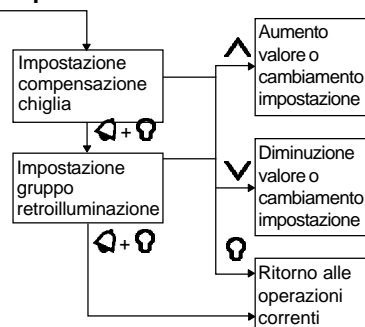 Impostazione
compensazione
chiglia
+
Impostazione
gruppo
retroilluminazione
+
Aumento
valore o
cambiamento
impostazione
Diminuzione
valore o
cambiamento
impostazione
Ritorno alle
operazioni
correnti